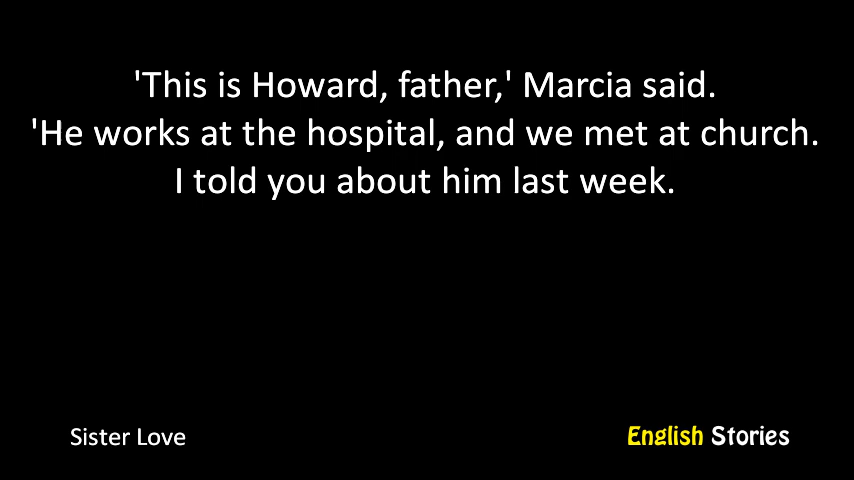 'This is Howard, father,' Marcia said.
'He works at the hospital, and we met at church.
I told you about him last week.
Sister Love
English Stories